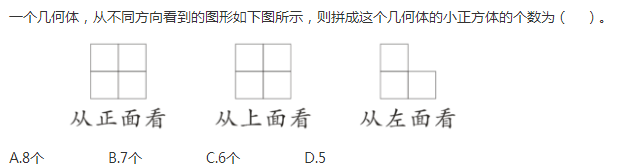 一个几何体，从不同方向看到的图形如下图所示，则拼成这个几何体的小正方体的个数为（    ）。
从正面看 从上面看 从左面看
A.8个 B.7个 C.6个 D.5